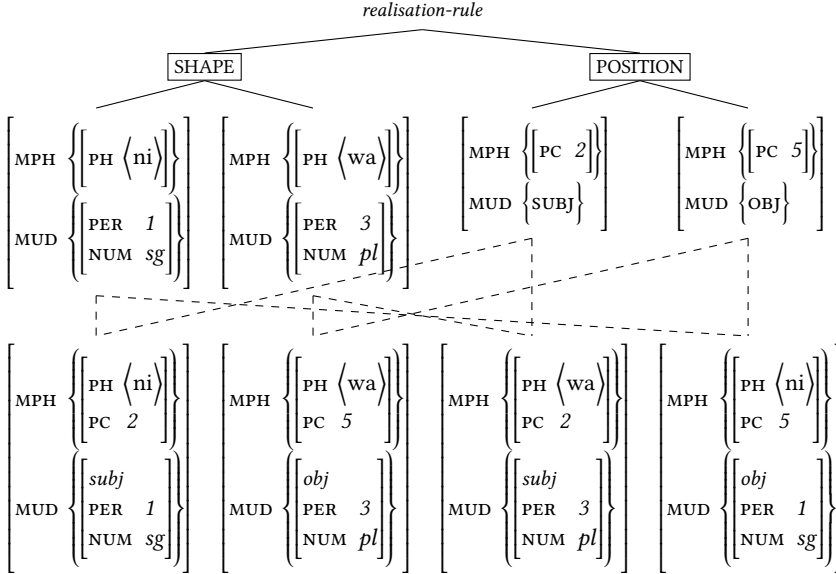 realisation-rule
SHAPE POSITION
MPH {[PH ⟨ni⟩]} MPH {[PH ⟨wa⟩]} MPH {[PC 2]} MPH {[PC 5]}
MUD {SUBJ} MUD {OBJ}
MUD {[PER 1 MUD {[PER 3
NUM sg]} NUM pl]}
MPH {[PH ⟨ni⟩ MPH {[PH ⟨wa⟩ MPH {[PH ⟨wa⟩ MPH {[PH ⟨ni⟩
PC 2]} PC 5]} PC 2]} PC 5]}
subj obj subj obj
MUD {[PER 1 MUD {[PER 3 MUD {[PER 3 MUD {[PER 1
NUM sg]} NUM pl]} NUM pl]} NUM sg]}